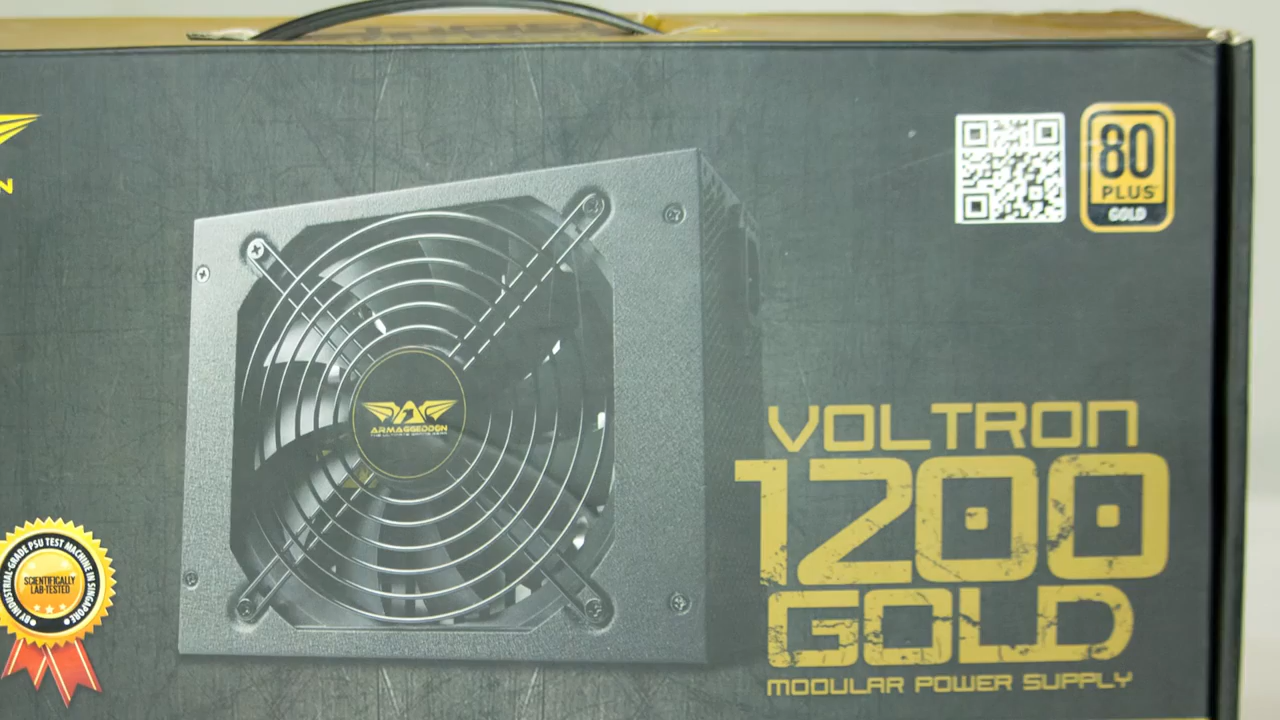 N
80
PLUS
GOLD
ARMAGGEDDON
VOLTRON
1200
GOLD
MODULAR POWER SUPPLY
BY INDUSTRIAL-GRADE PSU TEST MACHINE IN SINGAPORE
SCIENTIFICALLY
LAB-TESTED